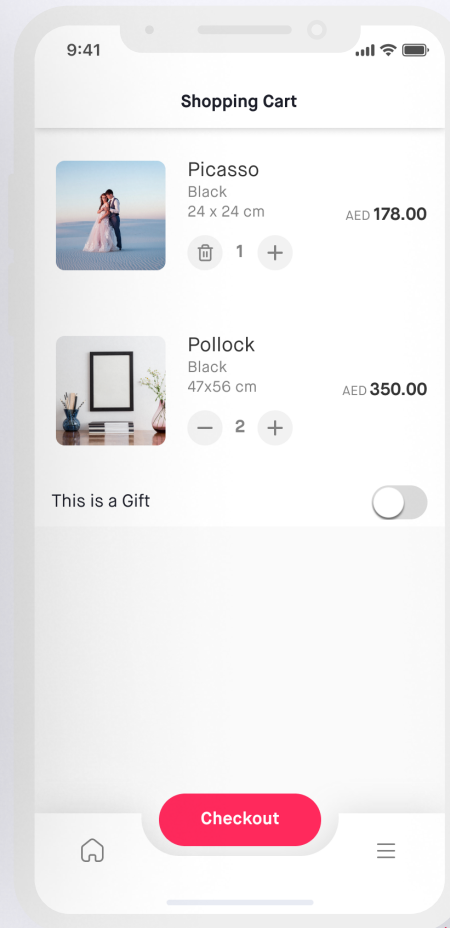 9:41
Shopping Cart
Picasso
Black
24 x 24 cm
AED 178.00
1
Pollock
Black
47x56 cm
AED 350.00
2
This is a Gift
Checkout